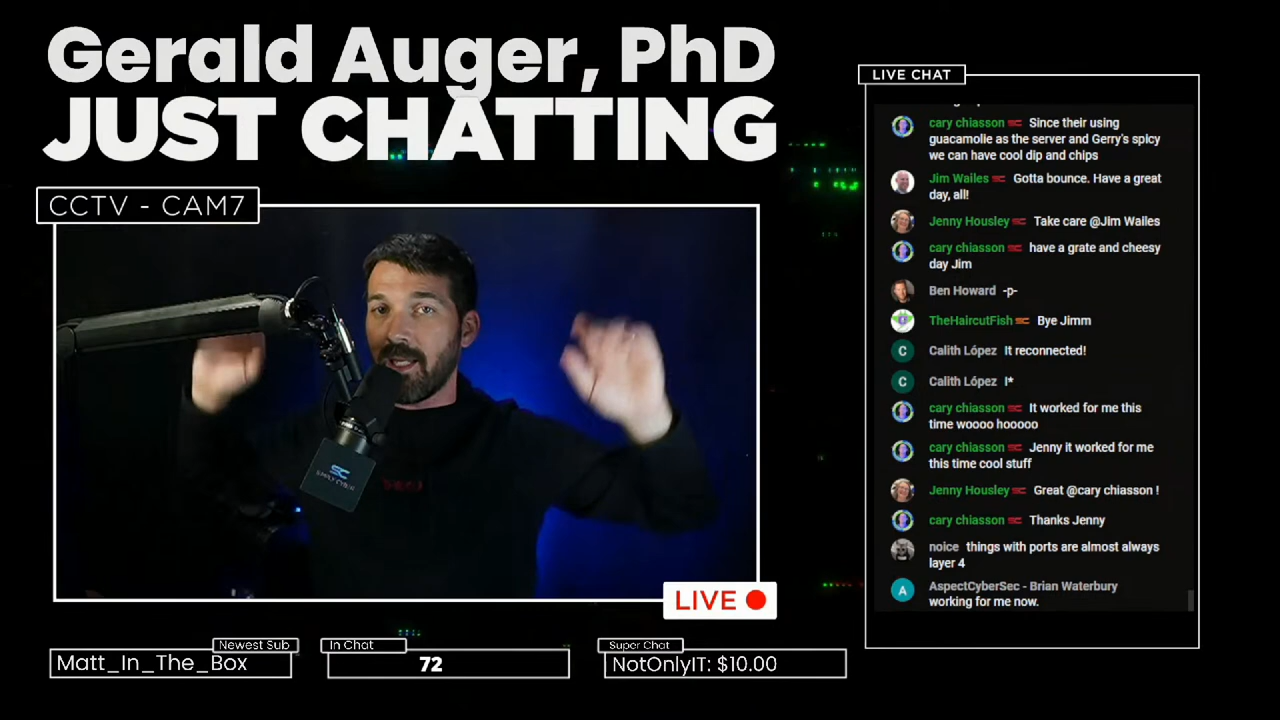 Gerald Auger, PhD
JUST CHATTING
CCTV - CAM7
SC
SIMPLY CYBER
LIVE
Newest Sub
Matt_In_The_Box
In Chat
72
Super Chat
NotOnlyIT: $10.00
LIVE CHAT
cary chiasson Since their using
guacamolie as the server and Gerry's spicy
we can have cool dip and chips
Jim Wailes Gotta bounce. Have a great
day, all!
Jenny Housley Take care @Jim Wailes
cary chiasson have a grate and cheesy
day Jim
Ben Howard -p-
TheHaircutFish Bye Jimm
C Calith López It reconnected!
C Calith López I*
cary chiasson It worked for me this
time woooo hooooo
cary chiasson Jenny it worked for me
this time cool stuff
Jenny Housley Great @cary chiasson !
cary chiasson Thanks Jenny
noice things with ports are almost always
layer 4
A AspectCyberSec - Brian Waterbury
working for me now.